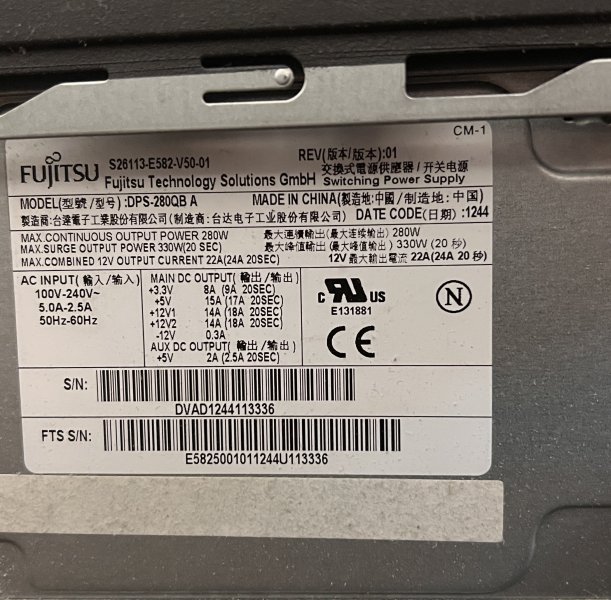 CM-1
FUJITSU
S26113-E582-V50-01
REV(版本/版本):01
Fujitsu Technology Solutions GmbH
交換式電源供應器/开关电源
Switching Power Supply
MODEL(型號/型号):DPS-280QB A
MADE IN CHINA(製造地:中國/制造地:中国)
製造商:台達電子工業股份有限公司(制造商:台达电子工业股份有限公司)
DATE CODE(日期):1244
MAX.CONTINUOUS OUTPUT POWER 280W
最大連續輸出(最大连续输出) 280W
MAX.SURGE OUTPUT POWER 330W(20 SEC)
最大峰值輸出(最大峰值输出) 330W(20 秒)
MAX.COMBINED 12V OUTPUT CURRENT 22A(24A 20SEC)
12V最大輸出電流 22A(24A 20秒)
AC INPUT(輸入/输入)
100V-240V~
5.0A-2.5A
50Hz-60Hz
MAIN DC OUTPUT(輸出/输出)
+3.3V 8A (9A 20SEC)
+5V 15A (17A 20SEC)
+12V1 14A (18A 20SEC)
+12V2 14A (18A 20SEC)
-12V 0.3A
AUX DC OUTPUT(輸出/输出)
+5V 2A (2.5A 20SEC)
c RU US
E131881
N
CE
S/N:
DVAD1244113336
FTS S/N:
E5825001011244U113336